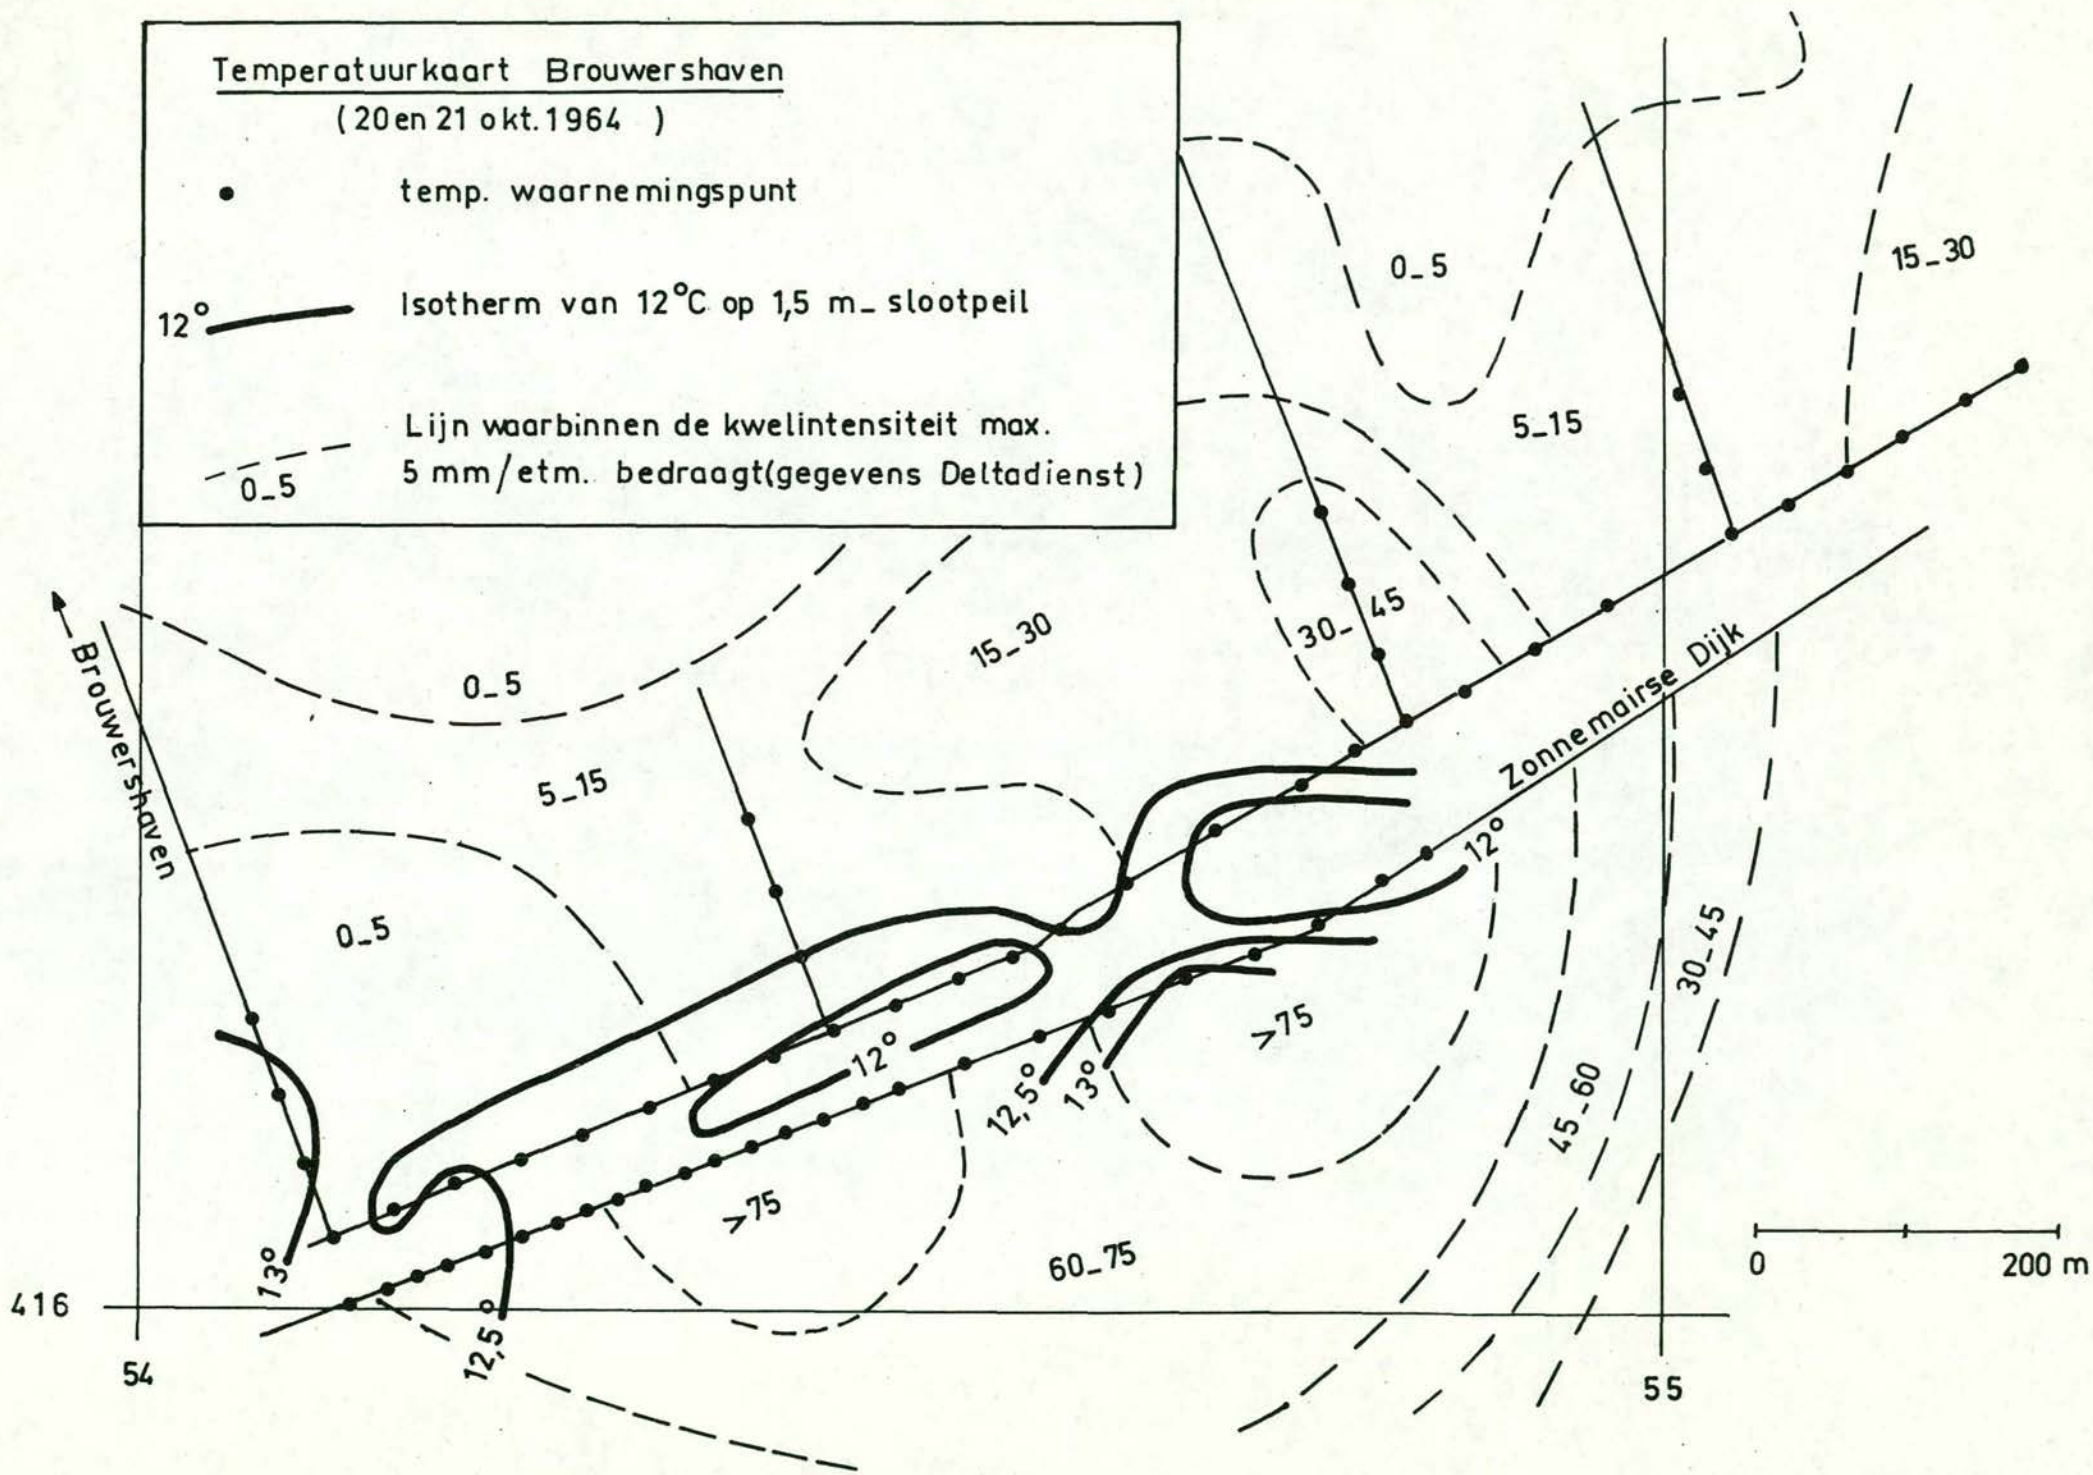 Temperatuurkaart Brouwershaven
(20 en 21 okt. 1964 )
temp. waarnemingspunt
12° Isotherm van 12°C op 1,5 m_ slootpeil
Lijn waarbinnen de kwelintensiteit max.
0_5 5 mm/etm. bedraagt (gegevens Deltadienst)
0_5
15_30
5_15
15_30
30_45
0_5
Brouwershaven
5_15
Zonnemairse Dijk
12°
0_5
30_45
>75
12°
12,5°
13°
45_60
>75
60_75
13°
12,5°
0 200 m
416
54
55